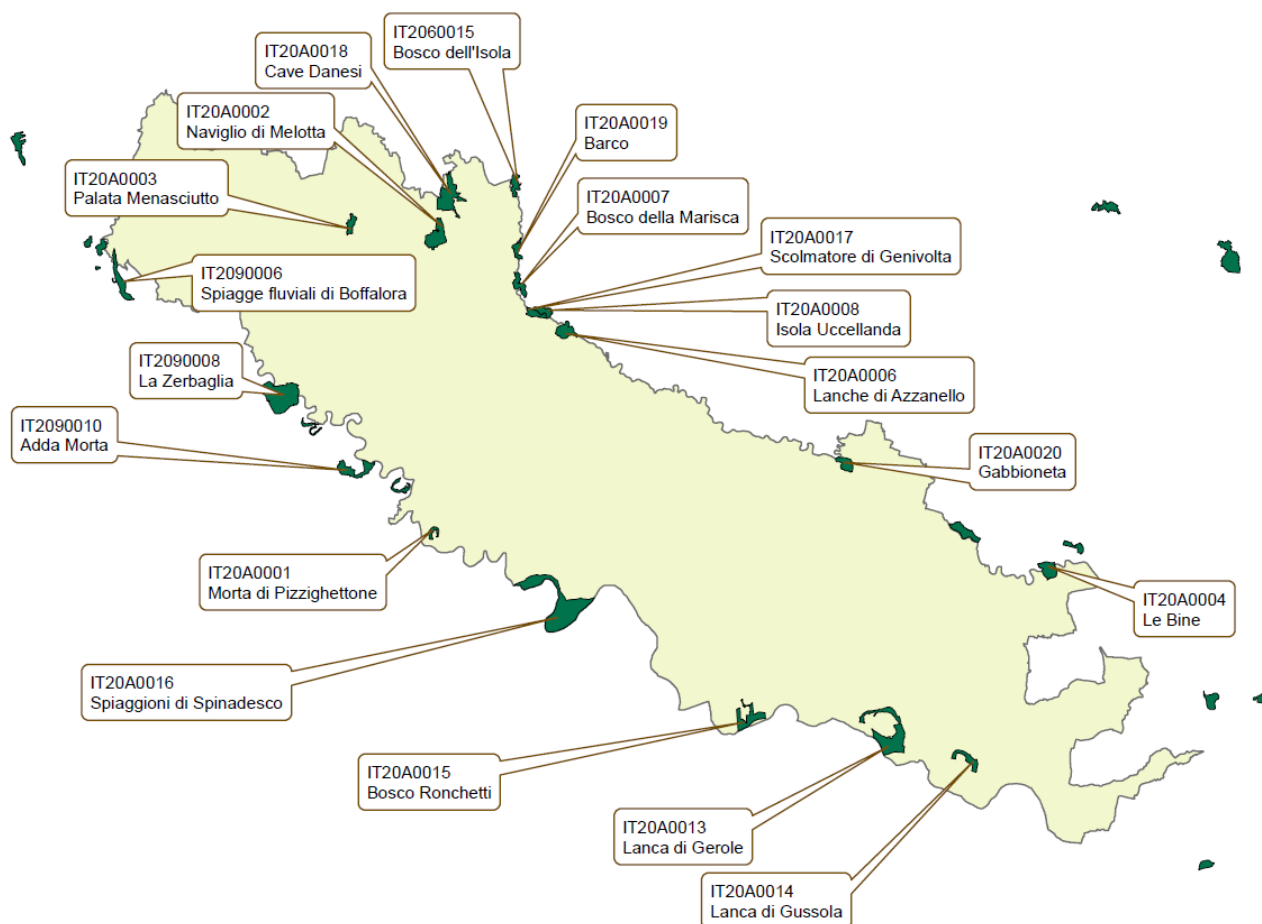 IT2060015
Bosco dell'Isola
IT20A0018
Cave Danesi
IT20A0002
Naviglio di Melotta
IT20A0019
Barco
IT20A0003
Palata Menasciutto
IT20A0007
Bosco della Marisca
IT20A0017
Scolmatore di Genivolta
IT2090006
Spiagge fluviali di Boffalora
IT20A0008
Isola Uccellanda
IT2090008
La Zerbaglia
IT20A0006
Lanche di Azzanello
IT2090010
Adda Morta
IT20A0020
Gabbioneta
IT20A0001
Morta di Pizzighettone
IT20A0004
Le Bine
IT20A0016
Spiaggioni di Spinadesco
IT20A0015
Bosco Ronchetti
IT20A0013
Lanca di Gerole
IT20A0014
Lanca di Gussola